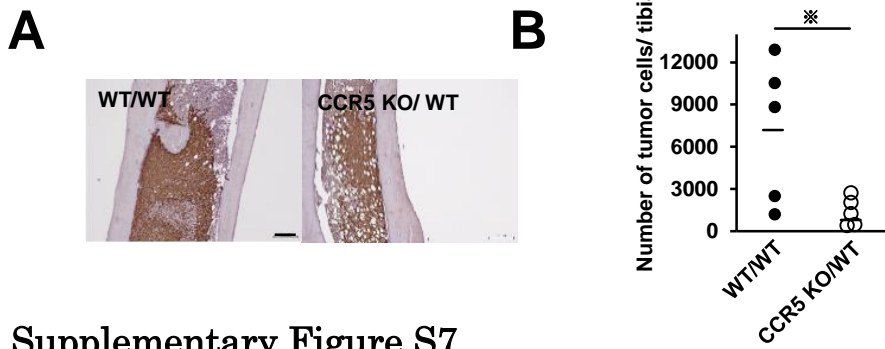 A
WT/WT
CCR5 KO/ WT
B
※
Number of tumor cells/ tibi
12000
9000
6000
3000
0
WT/WT
CCR5 KO/WT
Supplementary Figure S7